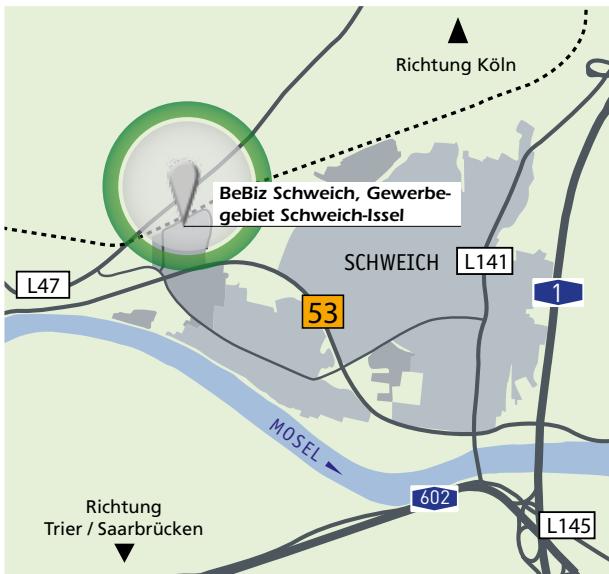 Richtung Köln
BeBiz Schweich, Gewerbe-
gebiet Schweich-Issel
SCHWEICH
L141
L47
1
53
MOSEL
602
Richtung
Trier / Saarbrücken
L145